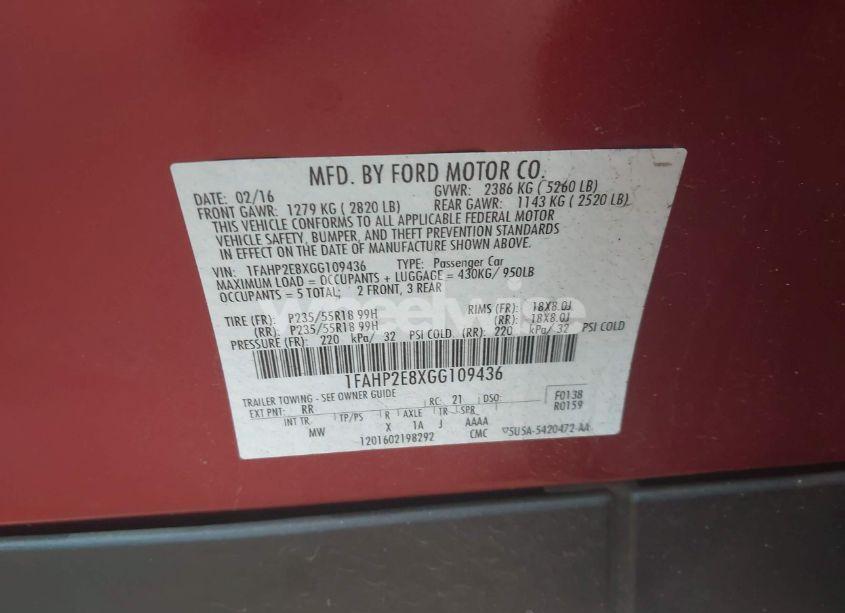 MFD. BY FORD MOTOR CO.
DATE: 02/16 GVWR: 2386 KG ( 5260 LB)
FRONT GAWR: 1279 KG ( 2820 LB) REAR GAWR: 1143 KG ( 2520 LB)
THIS VEHICLE CONFORMS TO ALL APPLICABLE FEDERAL MOTOR
VEHICLE SAFETY, BUMPER, AND THEFT PREVENTION STANDARDS
IN EFFECT ON THE DATE OF MANUFACTURE SHOWN ABOVE.
VIN: 1FAHP2E8XGG109436 TYPE: Passenger Car
MAXIMUM LOAD = OCCUPANTS + LUGGAGE = 430KG/ 950LB
OCCUPANTS = 5 TOTAL; 2 FRONT, 3 REAR
Wheelwise
TIRE (FR): P235/55R18 99H RIMS (FR): 18X8.0J
(RR): P235/55R18 99H (RR): 18X8.0J
PRESSURE (FR): 220 kPa/ 32 PSI COLD (RR): 220 kPa/ 32 PSI COLD
1FAHP2E8XGG109436
TRAILER TOWING - SEE OWNER GUIDE
EXT PNT: RR RC: 21 DSO: F0138
R0159
INT TR TP/PS R AXLE TR SPR
MW X 1A J AAAA
1201602198292 CMC 5USA-5420472-AA